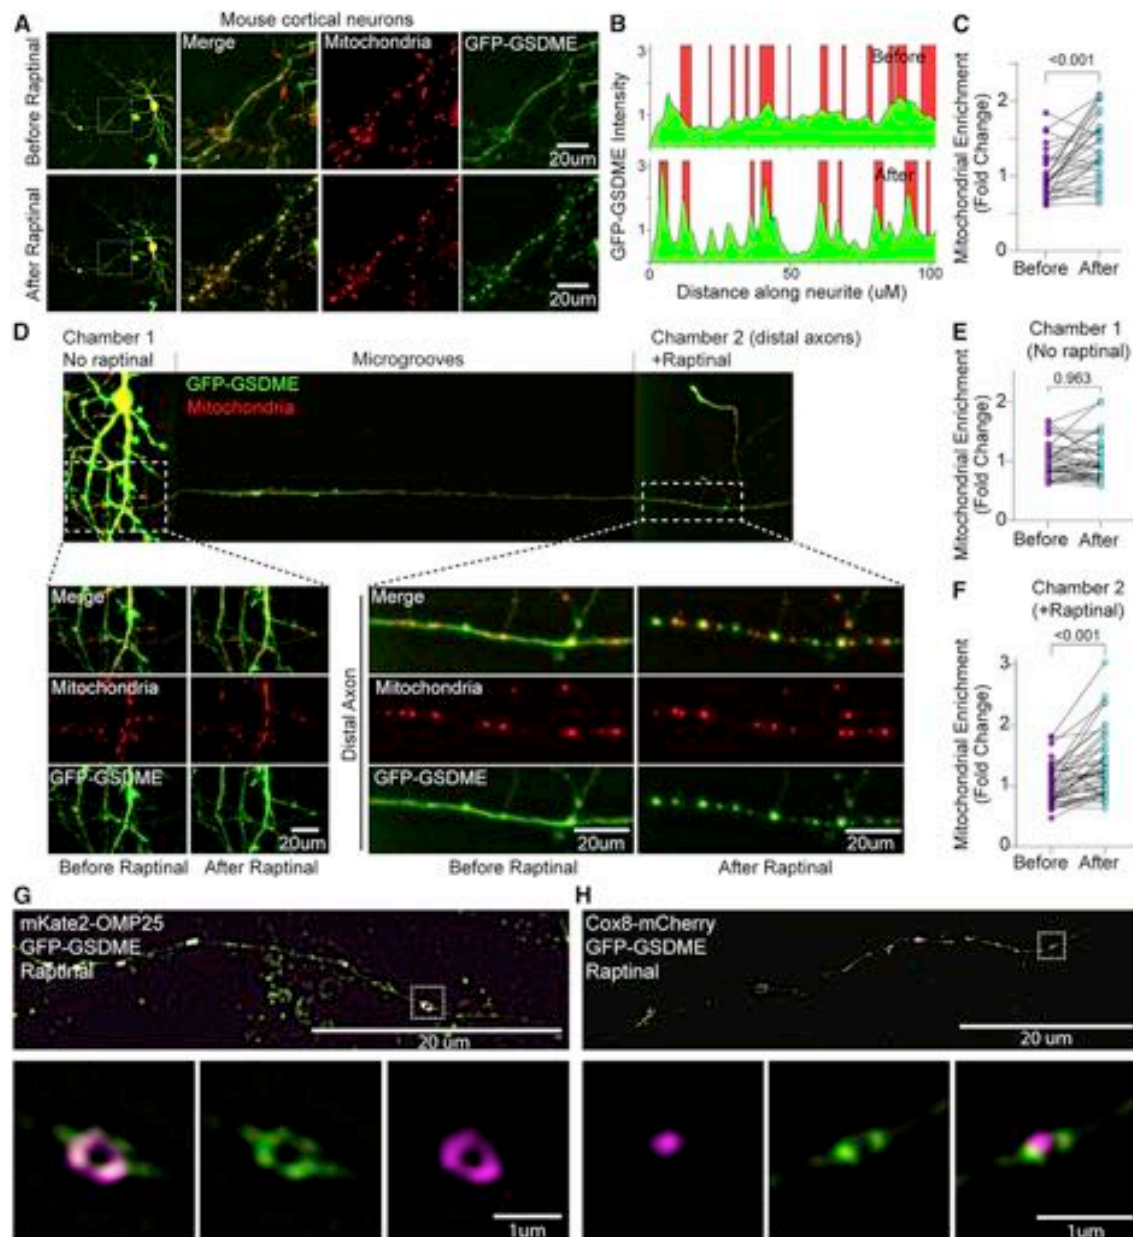 A
Mouse cortical neurons
Before Raptinal
Merge
Mitochondria
GFP-GSDME
20um
After Raptinal
20um
B
GFP-GSDME Intensity
3
1
Before
3
1
After
0
50
100
Distance along neurite (uM)
C
Mitochondrial Enrichment
(Fold Change)
<0.001
2
1
0
Before After
D
Chamber 1
No raptinal
Microgrooves
Chamber 2 (distal axons)
+Raptinal
GFP-GSDME
Mitochondria
Merge
Mitochondria
GFP-GSDME
20um
Before Raptinal
After Raptinal
Distal Axon
Merge
Mitochondria
GFP-GSDME
20um
20um
Before Raptinal
After Raptinal
E
Chamber 1
(No raptinal)
Mitochondrial Enrichment
(Fold Change)
0.963
2
1
0
Before After
F
Chamber 2
(+Raptinal)
Mitochondrial Enrichment
(Fold Change)
<0.001
3
2
1
0
Before After
G
mKate2-OMP25
GFP-GSDME
Raptinal
20 um
1um
H
Cox8-mCherry
GFP-GSDME
Raptinal
20 um
1um